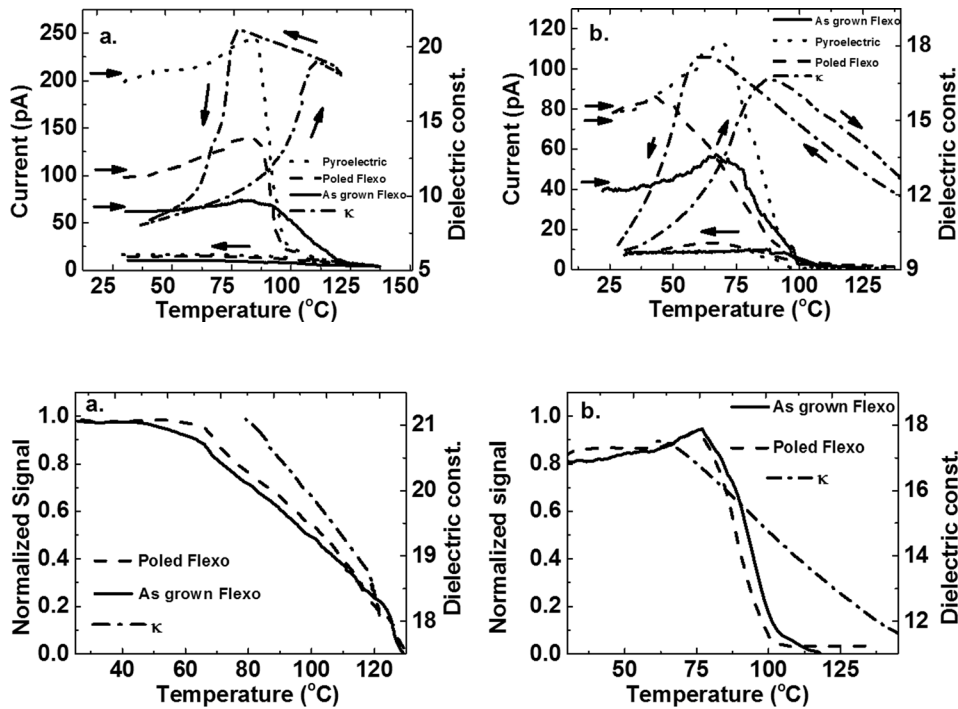 a.
250
200
150
100
50
0
Current (pA)
20
15
10
5
Dielectric const.
Pyroelectric
Poled Flexo
As grown Flexo
κ
25 50 75 100 125 150
Temperature (°C)
b.
120
100
80
60
40
20
0
Current (pA)
18
15
12
9
Dielectric const.
As grown Flexo
Pyroelectric
Poled Flexo
κ
25 50 75 100 125
Temperature (°C)
a.
1.0
0.8
0.6
0.4
0.2
0.0
Normalized Signal
21
20
19
18
Dielectric const.
Poled Flexo
As grown Flexo
κ
40 60 80 100 120
Temperature (°C)
b.
1.0
0.8
0.6
0.4
0.2
0.0
Normalized signal
18
16
14
12
Dielectric const.
As grown Flexo
Poled Flexo
κ
50 75 100 125
Temperature (°C)